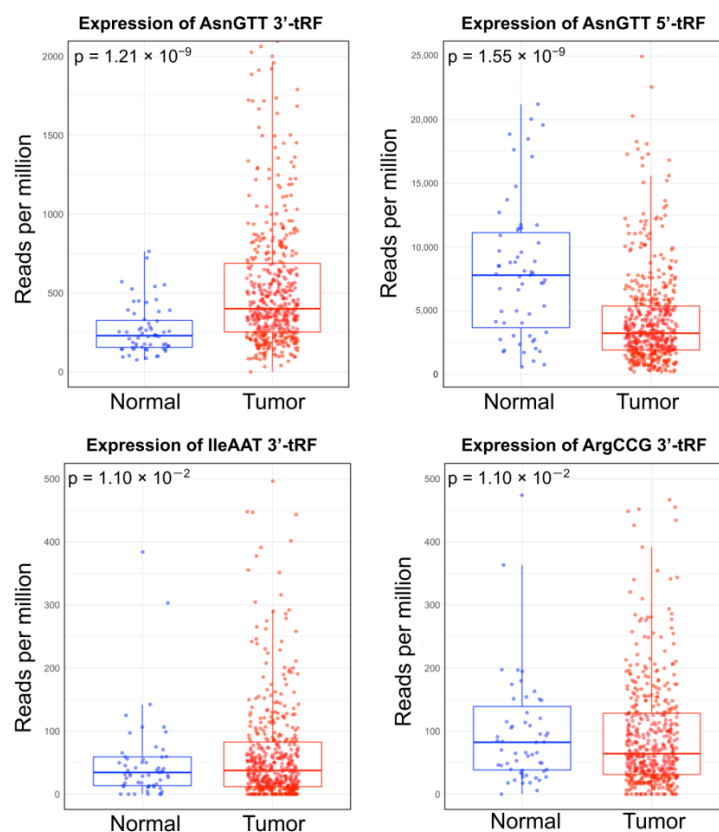 Expression of AsnGTT 3’-tRF
p = 1.21 × 10⁻⁹
Reads per million
2000
1500
1000
500
0
Normal Tumor
Expression of AsnGTT 5’-tRF
p = 1.55 × 10⁻⁹
Reads per million
25,000
20,000
15,000
10,000
5,000
0
Normal Tumor
Expression of IleAAT 3’-tRF
p = 1.10 × 10⁻²
Reads per million
500
400
300
200
100
0
Normal Tumor
Expression of ArgCCG 3’-tRF
p = 1.10 × 10⁻²
Reads per million
500
400
300
200
100
0
Normal Tumor